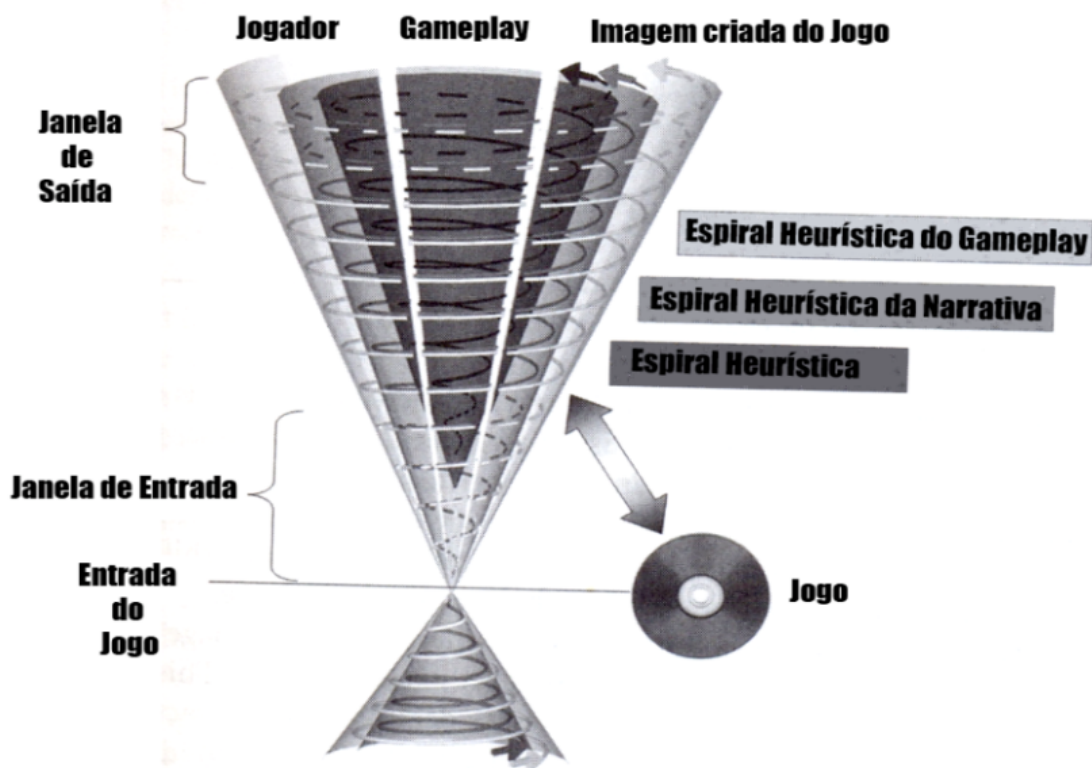 Jogador
Gameplay
Imagem criada do Jogo
Janela
de
Saída
Espiral Heurística do Gameplay
Espiral Heurística da Narrativa
Espiral Heurística
Janela de Entrada
Entrada
do
Jogo
Jogo